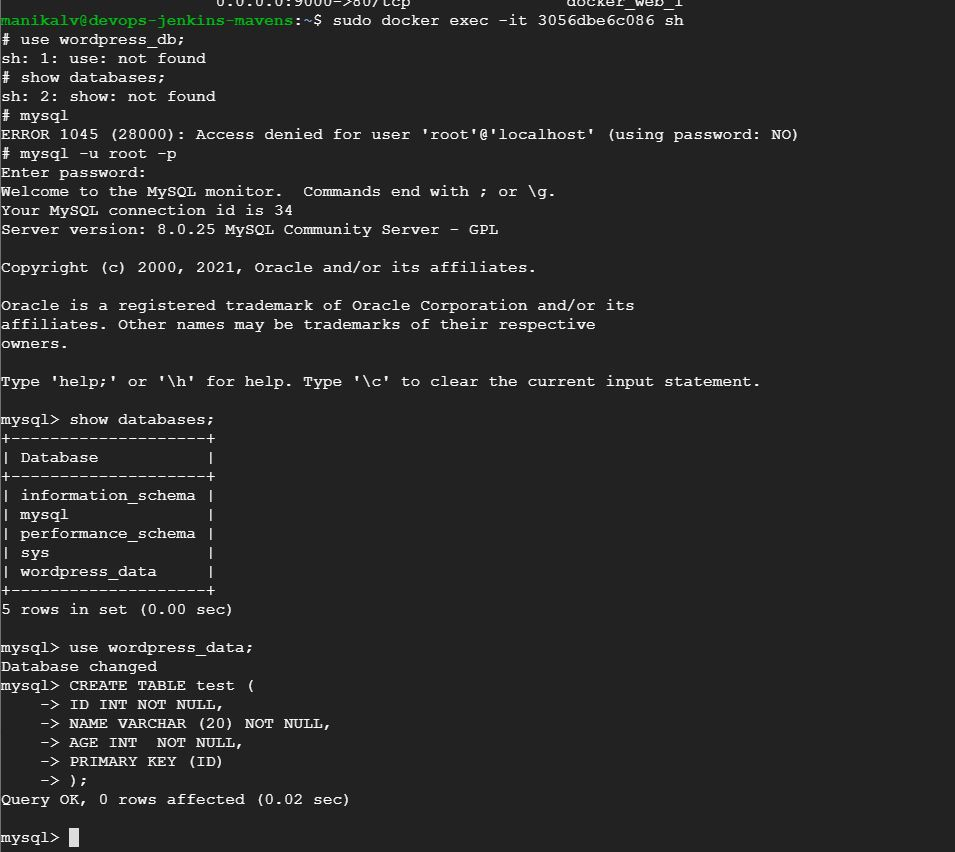 0.0.0.0:9000->80/tcp docker_web_1
manikalv@devops-jenkins-mavens:~$ sudo docker exec -it 3056dbe6c086 sh
# use wordpress_db;
sh: 1: use: not found
# show databases;
sh: 2: show: not found
# mysql
ERROR 1045 (28000): Access denied for user 'root'@'localhost' (using password: NO)
# mysql -u root -p
Enter password:
Welcome to the MySQL monitor.  Commands end with ; or \g.
Your MySQL connection id is 34
Server version: 8.0.25 MySQL Community Server - GPL

Copyright (c) 2000, 2021, Oracle and/or its affiliates.

Oracle is a registered trademark of Oracle Corporation and/or its
affiliates. Other names may be trademarks of their respective
owners.

Type 'help;' or '\h' for help. Type '\c' to clear the current input statement.

mysql> show databases;
+--------------------+
| Database           |
+--------------------+
| information_schema |
| mysql              |
| performance_schema |
| sys                |
| wordpress_data     |
+--------------------+
5 rows in set (0.00 sec)

mysql> use wordpress_data;
Database changed
mysql> CREATE TABLE test (
    -> ID INT NOT NULL,
    -> NAME VARCHAR (20) NOT NULL,
    -> AGE INT  NOT NULL,
    -> PRIMARY KEY (ID)
    -> );
Query OK, 0 rows affected (0.02 sec)

mysql>